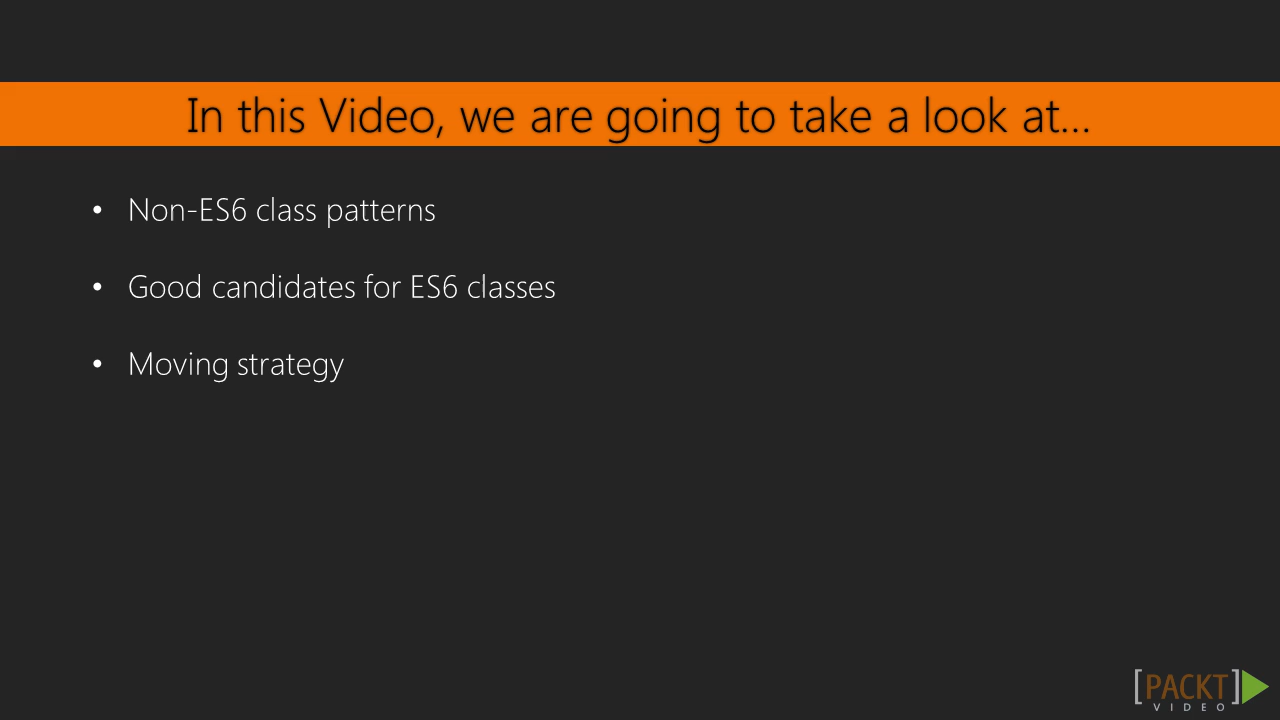 In this Video, we are going to take a look at...
• Non-ES6 class patterns
• Good candidates for ES6 classes
• Moving strategy
[PACKT]
VIDEO